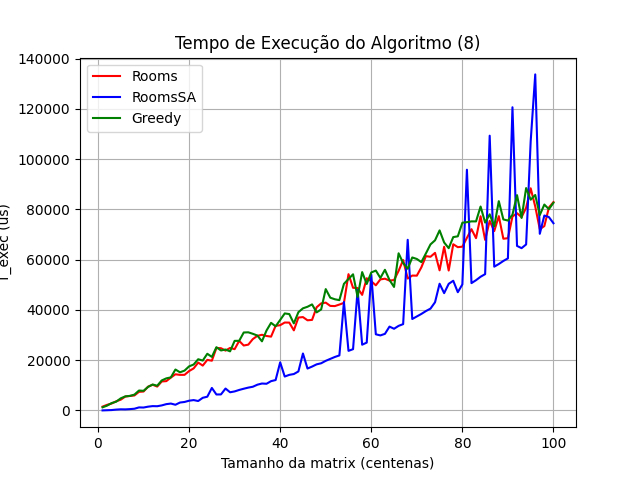 Tempo de Execução do Algoritmo (8)
140000
120000
100000
80000
60000
40000
20000
0
T_exec (us)
Rooms
RoomsSA
Greedy
0 20 40 60 80 100
Tamanho da matrix (centenas)